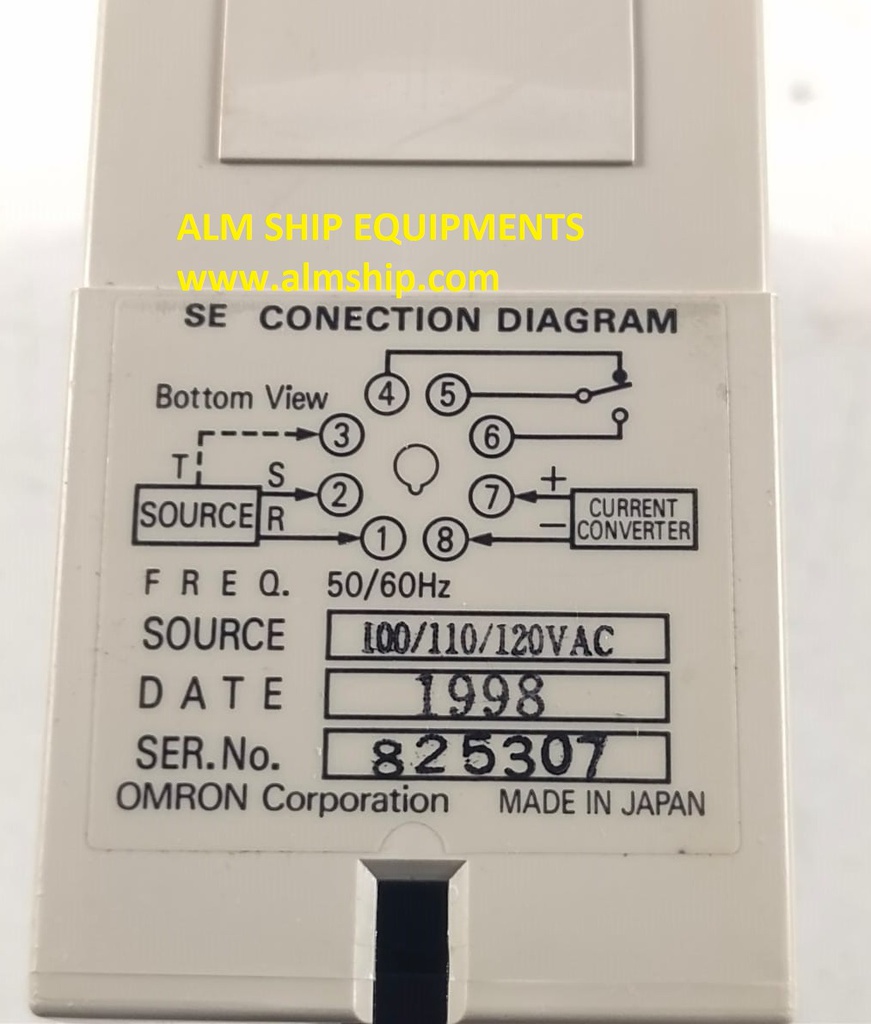 ALM SHIP EQUIPMENTS
www.almship.com
SE CONECTION DIAGRAM
4 5
Bottom View
3 6
T S
2 7 +
SOURCE R
CURRENT
CONVERTER
1 8 −
FREQ. 50/60Hz
SOURCE 100/110/120VAC
DATE 1998
SER.No. 825307
OMRON Corporation MADE IN JAPAN